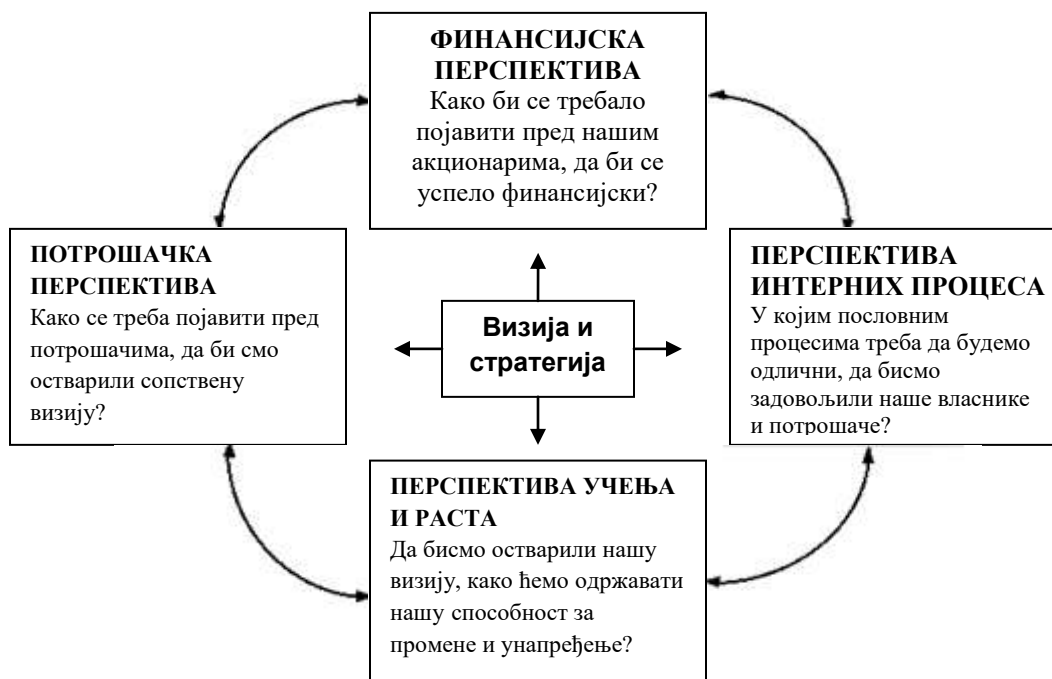 ФИНАНСИЈСКА
ПЕРСПЕКТИВА
Како би се требало
појавити пред нашим
акционарима, да би се
успело финансијски?
ПОТРОШАЧКА
ПЕРСПЕКТИВА
Како се треба појавити пред
потрошачима, да би смо
остварили сопствену
визију?
Визија и
стратегија
ПЕРСПЕКТИВА
ИНТЕРНИХ ПРОЦЕСА
У којим пословним
процесима треба да будемо
одлични, да бисмо
задовољили наше власнике
и потрошаче?
ПЕРСПЕКТИВА УЧЕЊА
И РАСТА
Да бисмо остварили нашу
визију, како ћемо одржавати
нашу способност за
промене и унапређење?